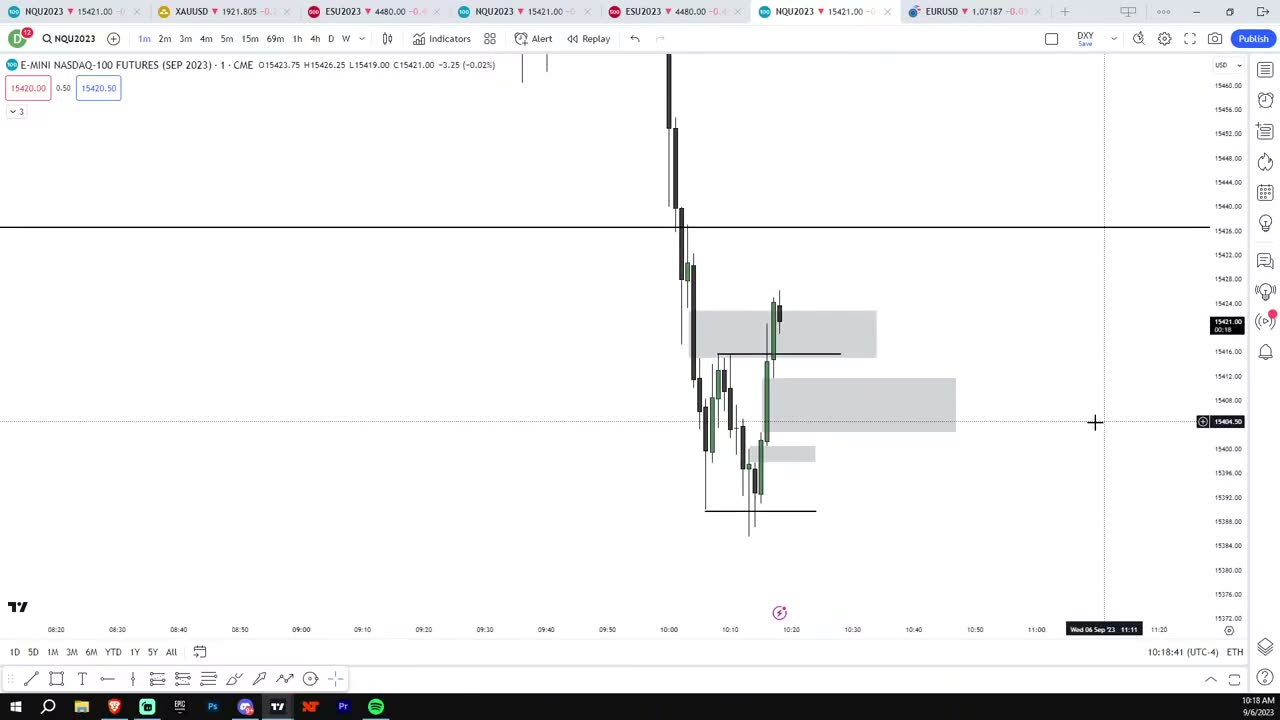 NQU2023 15421.00
XAUUSD 1921.805
ESU2023 4480.00
NQU2023 15421.00
ESU2023 4480.00
NQU2023 15421.00
EURUSD 1.07187
D 12 NQU2023 1m 2m 3m 4m 5m 15m 69m 1h 4h D W Indicators Alert Replay DXY Save Publish
E-MINI NASDAQ-100 FUTURES (SEP 2023) · 1 · CME O15423.75 H15426.25 L15419.00 C15421.00 −3.25 (−0.02%)
USD
15420.00 0.50 15420.50
3
15460.00
15456.00
15452.00
15448.00
15444.00
15440.00
15436.00
15432.00
15428.00
15424.00
15421.00
00:18
15416.00
15412.00
15408.00
15404.50
15400.00
15396.00
15392.00
15388.00
15384.00
15380.00
15376.00
15372.00
08:20 08:30 08:40 08:50 09:00 09:10 09:20 09:30 09:40 09:50 10:00 10:10 10:20 10:30 10:40 10:50 11:00 Wed 06 Sep '23 11:11 11:20
1D 5D 1M 3M 6M YTD 1Y 5Y All 10:18:41 (UTC-4) ETH
10:18 AM
9/6/2023